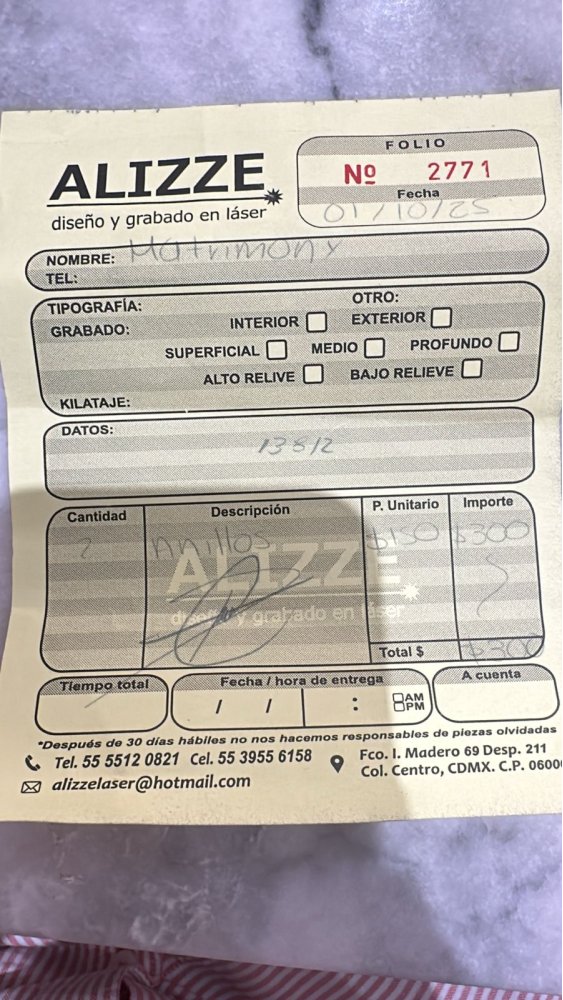 FOLIO
Nº 2771
Fecha
01/10/25
ALIZZE
diseño y grabado en láser
NOMBRE: Matrimony
TEL:
TIPOGRAFÍA: OTRO:
GRABADO: INTERIOR EXTERIOR
SUPERFICIAL MEDIO PROFUNDO
ALTO RELIVE BAJO RELIEVE
KILATAJE:
DATOS:
Cantidad Descripción P. Unitario Importe
2 Anillos $150 $300
ALIZZE
diseño y grabado en láser
Total $ $300
Tiempo total Fecha / hora de entrega A cuenta
/ / : AM
PM
*Después de 30 días hábiles no nos hacemos responsables de piezas olvidadas
Tel. 55 5512 0821 Cel. 55 3955 6158
alizzelaser@hotmail.com
Fco. I. Madero 69 Desp. 211
Col. Centro, CDMX. C.P. 0600